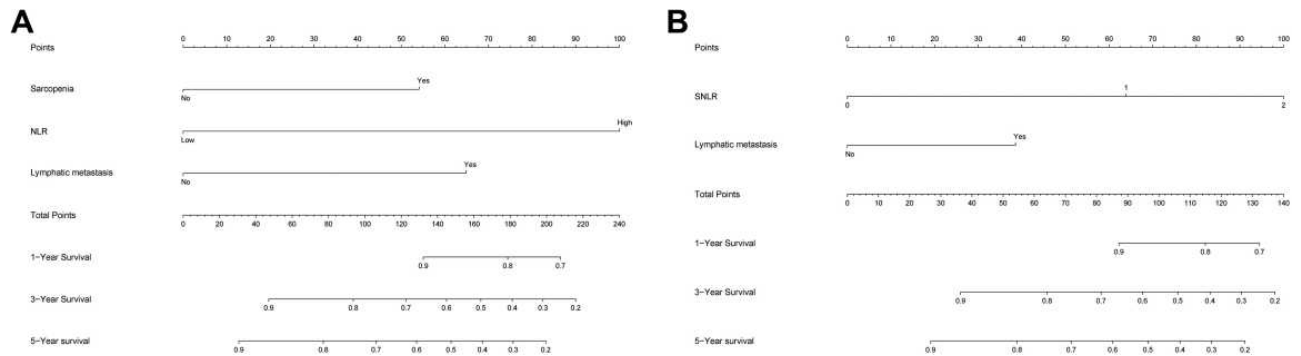 A
Points
0 10 20 30 40 50 60 70 80 90 100
Sarcopenia
Yes
No
NLR
High
Low
Lymphatic metastasis
Yes
No
Total Points
0 20 40 60 80 100 120 140 160 180 200 220 240
1−Year Survival
0.9 0.8 0.7
3−Year Survival
0.9 0.8 0.7 0.6 0.5 0.4 0.3 0.2
5−Year survival
0.9 0.8 0.7 0.6 0.5 0.4 0.3 0.2
B
Points
0 10 20 30 40 50 60 70 80 90 100
SNLR
1
0 2
Lymphatic metastasis
Yes
No
Total Points
0 10 20 30 40 50 60 70 80 90 100 110 120 130 140
1−Year Survival
0.9 0.8 0.7
3−Year Survival
0.9 0.8 0.7 0.6 0.5 0.4 0.3 0.2
5−Year survival
0.9 0.8 0.7 0.6 0.5 0.4 0.3 0.2